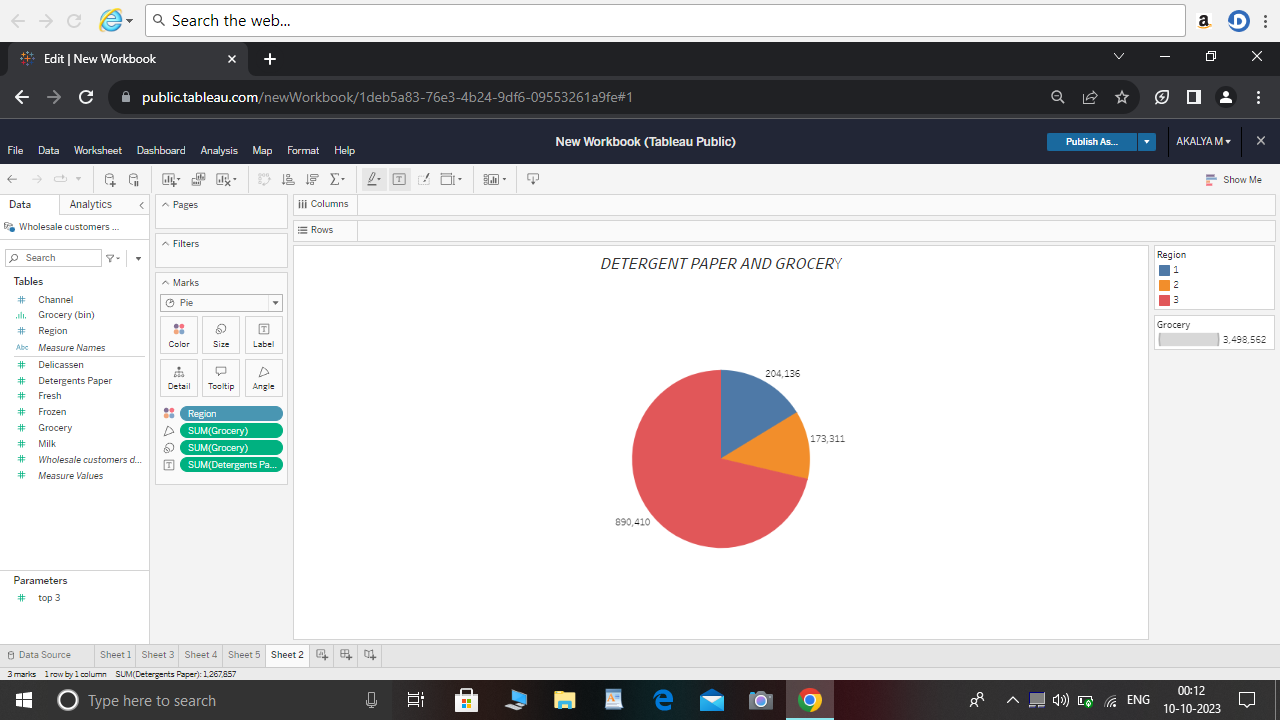 Search the web...
a
Edit | New Workbook
public.tableau.com/newWorkbook/1deb5a83-76e3-4b24-9df6-09553261a9fe#1
New Workbook (Tableau Public)
Publish As...
AKALYA M
File Data Worksheet Dashboard Analysis Map Format Help
Show Me
Data Analytics
Pages
Columns
Wholesale customers ...
Rows
Filters
Search
DETERGENT PAPER AND GROCERY
Region
1
2
3
Tables
Marks
Channel
Pie
Grocery (bin)
Region
Grocery
3,498,562
Abc Measure Names
Color Size Label
Delicassen
Detergents Paper
Detail Tooltip Angle
Fresh
Frozen
Region
Grocery
SUM(Grocery)
Milk
SUM(Grocery)
Wholesale customers d...
SUM(Detergents Pa...
Measure Values
204,136
173,311
890,410
Parameters
top 3
Data Source Sheet 1 Sheet 3 Sheet 4 Sheet 5 Sheet 2
3 marks 1 row by 1 column SUM(Detergents Paper): 1,267,857
Type here to search
ENG
00:12
10-10-2023